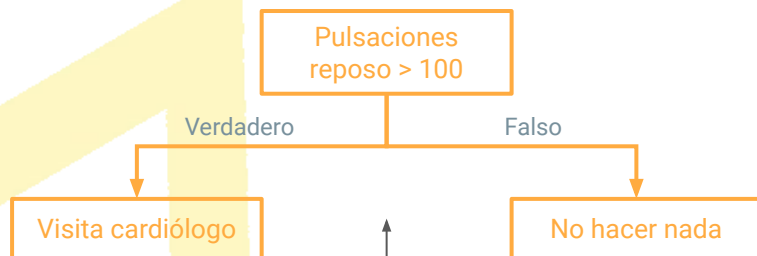 Pulsaciones
reposo > 100
Verdadero
Falso
Visita cardiólogo
No hacer nada